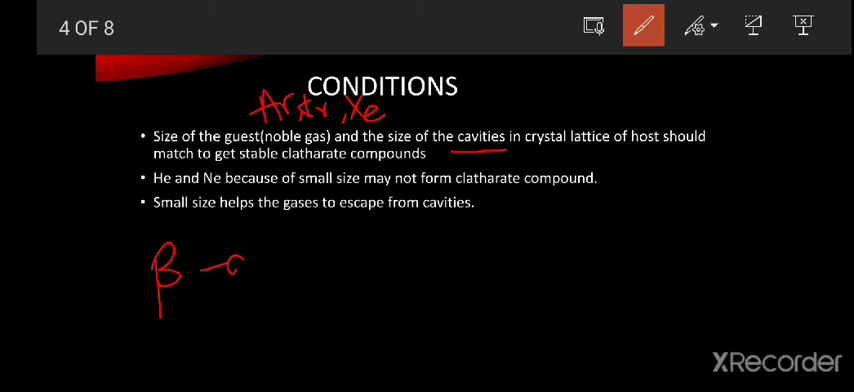 4 OF 8
CONDITIONS
Ar, Kr, Xe
• Size of the guest(noble gas) and the size of the cavities in crystal lattice of host should
match to get stable clatharate compounds
• He and Ne because of small size may not form clatharate compound.
• Small size helps the gases to escape from cavities.
β -
XRecorder